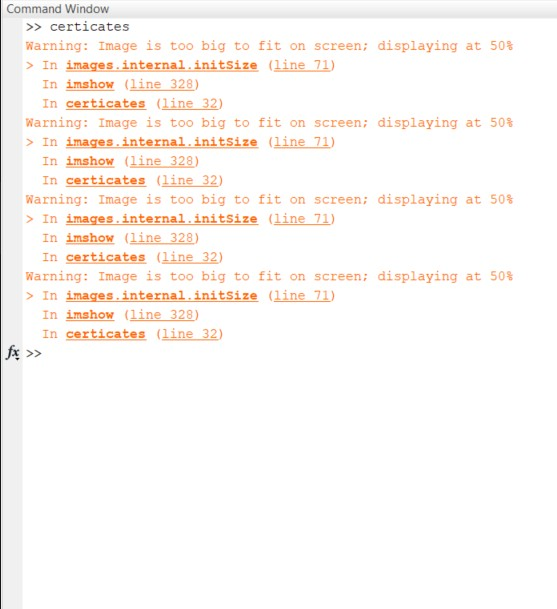 Command Window
>> certicates
Warning: Image is too big to fit on screen; displaying at 50%
> In images.internal.initSize (line 71)
In imshow (line 328)
In certicates (line 32)
Warning: Image is too big to fit on screen; displaying at 50%
> In images.internal.initSize (line 71)
In imshow (line 328)
In certicates (line 32)
Warning: Image is too big to fit on screen; displaying at 50%
> In images.internal.initSize (line 71)
In imshow (line 328)
In certicates (line 32)
Warning: Image is too big to fit on screen; displaying at 50%
> In images.internal.initSize (line 71)
In imshow (line 328)
In certicates (line 32)
fx >>